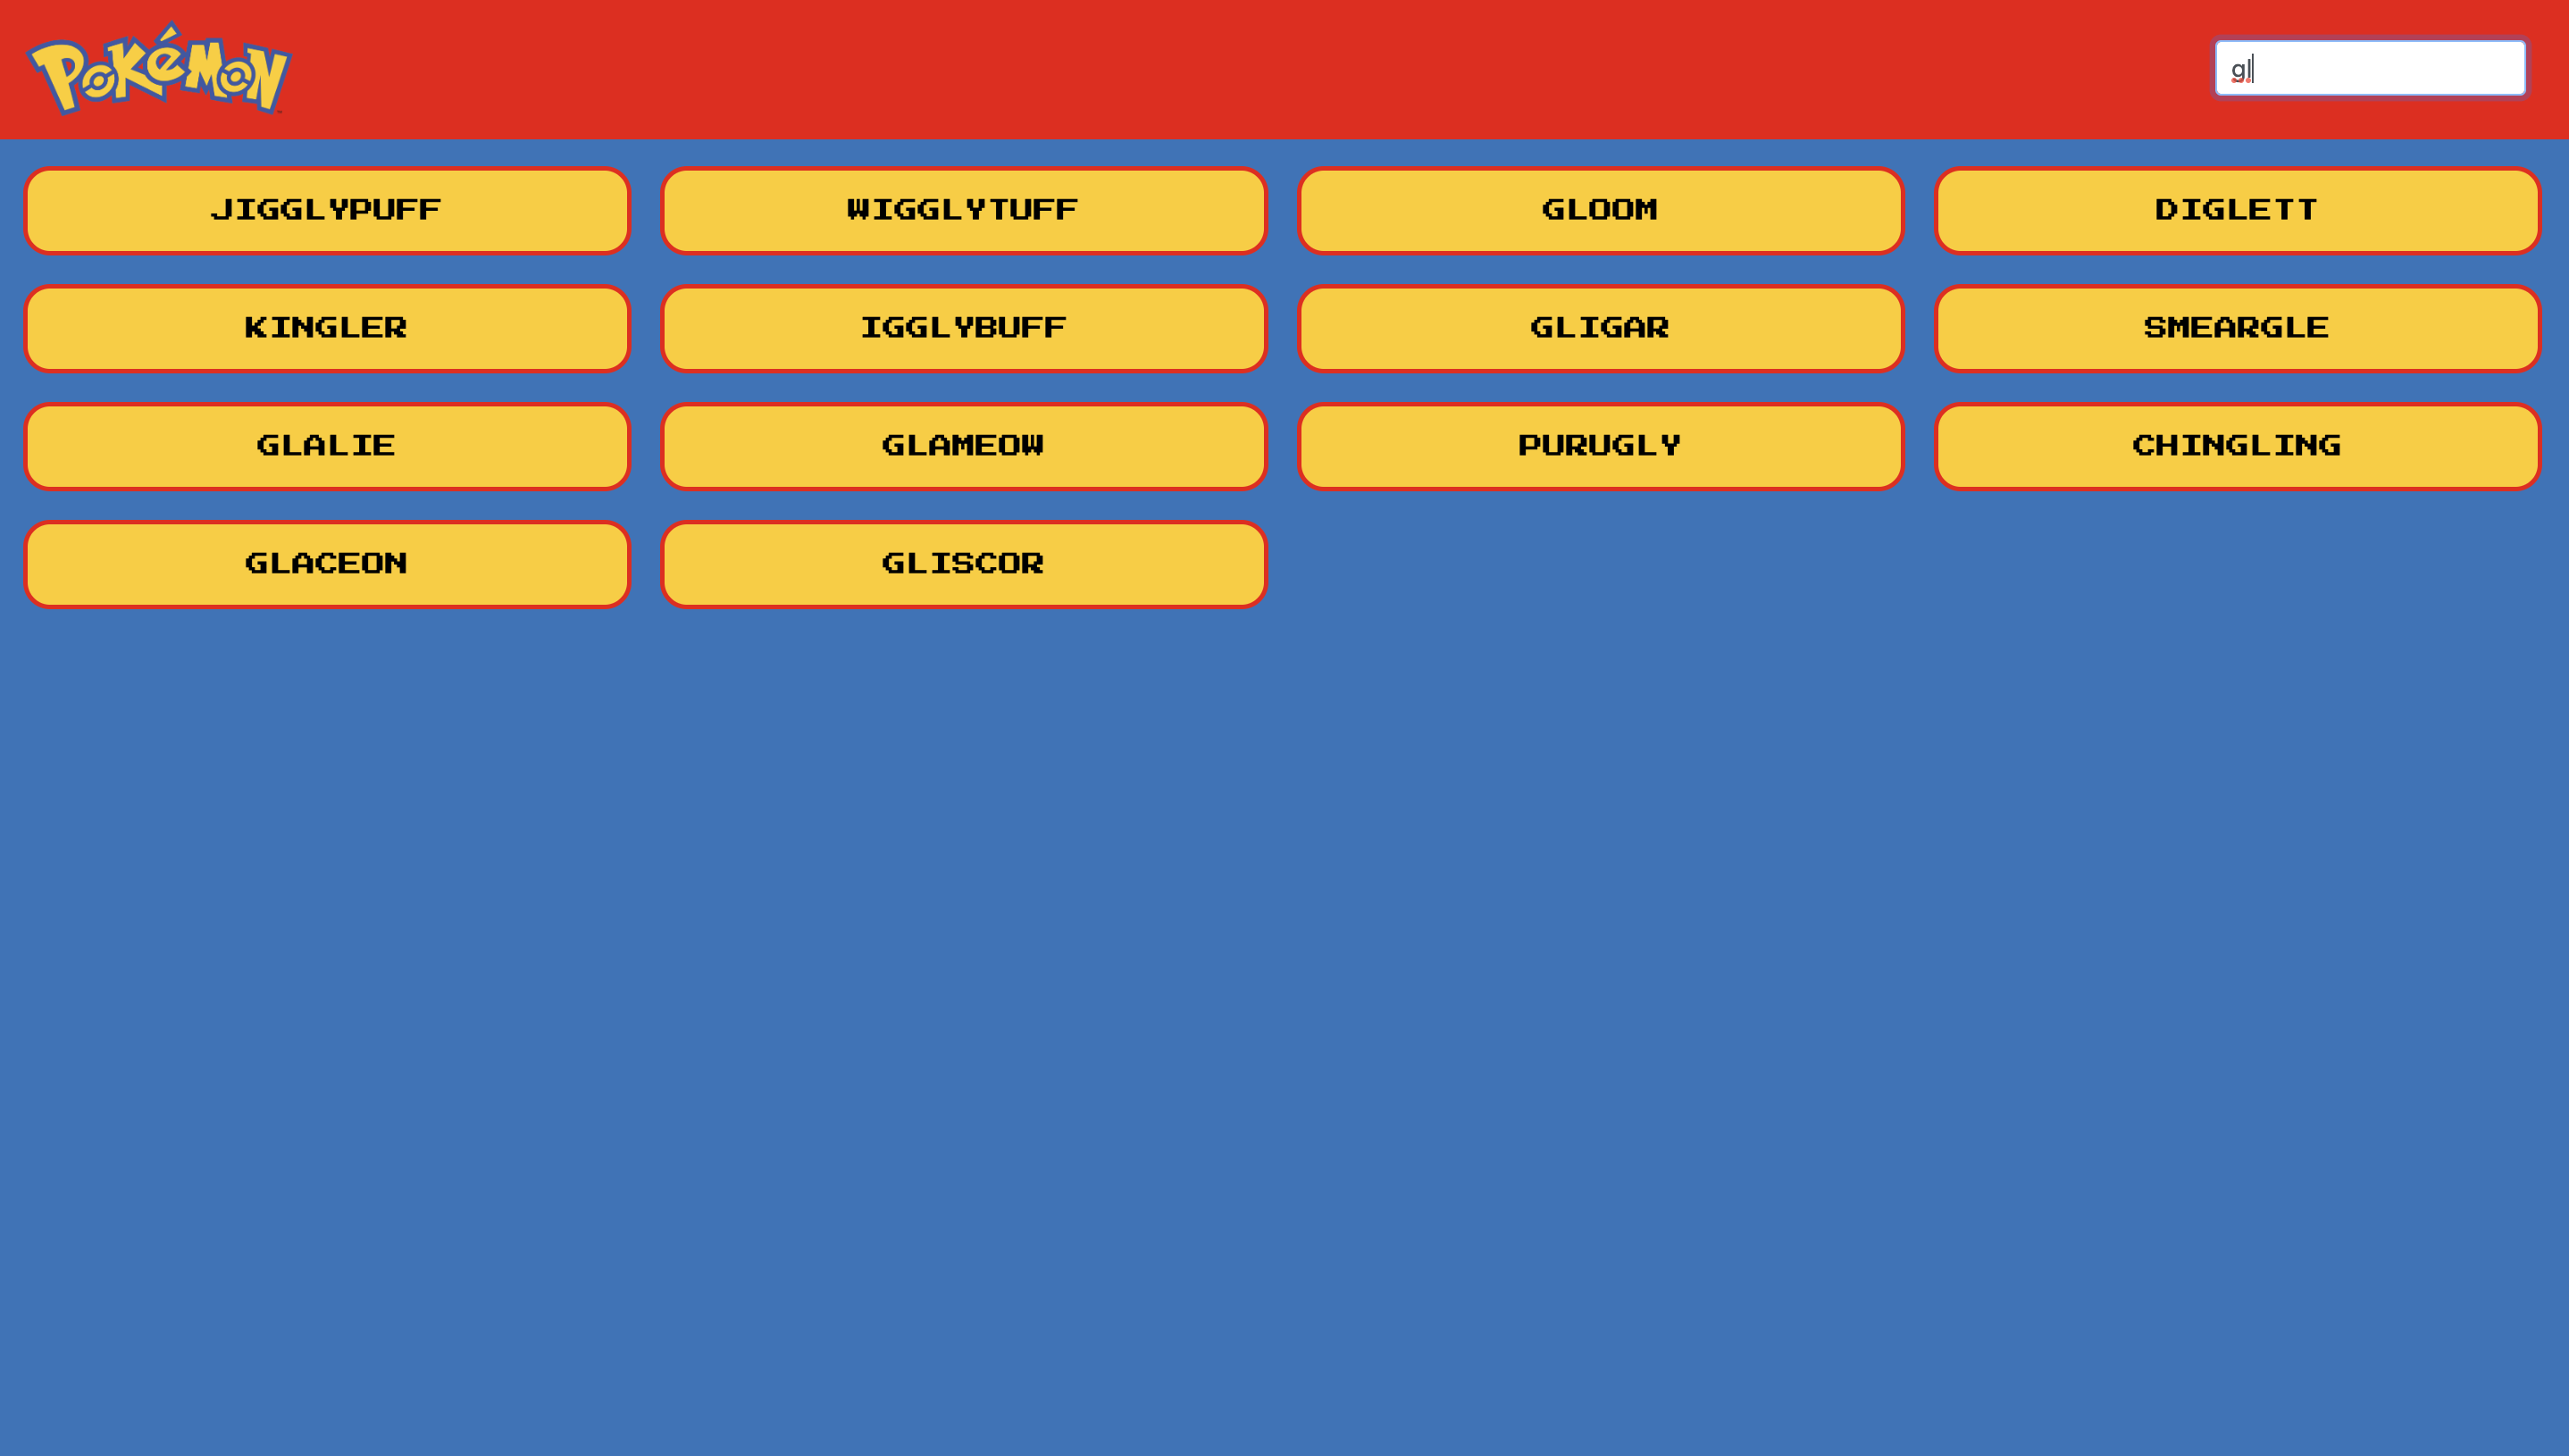 Pokémon
gl
JIGGLYPUFF WIGGLYTUFF GLOOM DIGLETT
KINGLER IGGLYBUFF GLIGAR SMEARGLE
GLALIE GLAMEOW PURUGLY CHINGLING
GLACEON GLISCOR